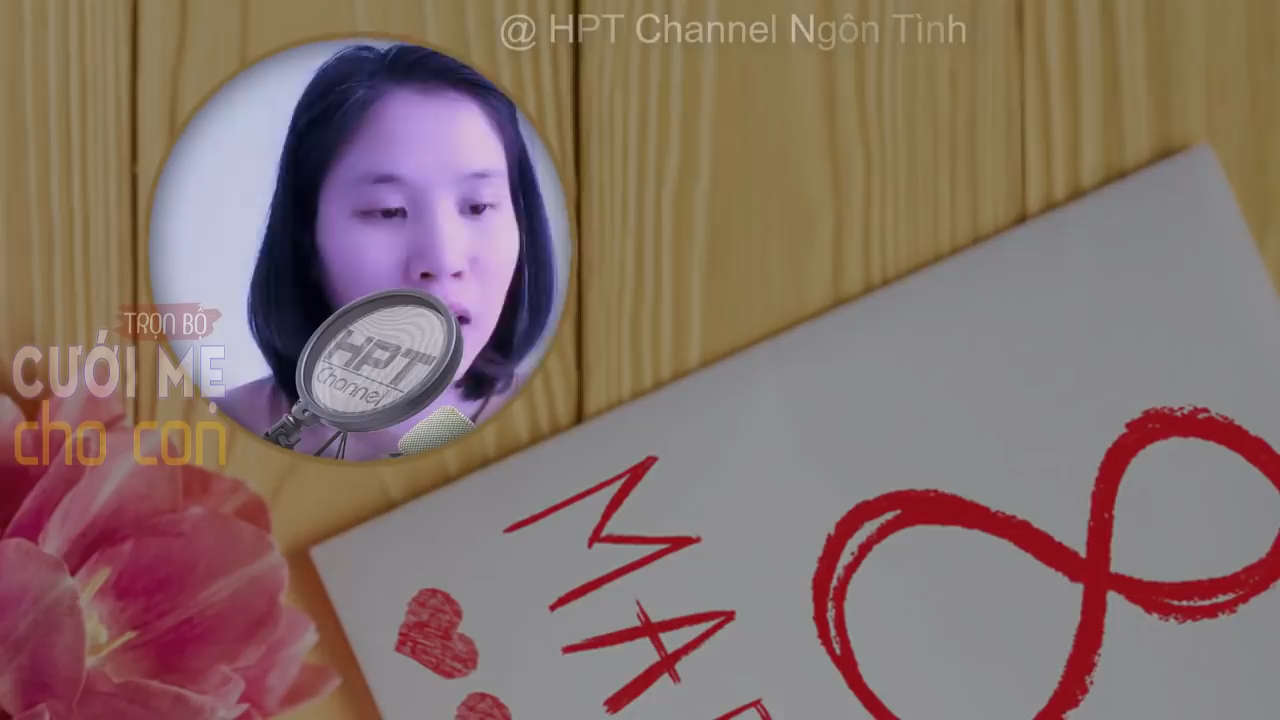 @ HPT Channel Ngôn Tình
TRỌN BỘ
CƯỚI MẸ
cho con
HPT
Channel
8
MAR